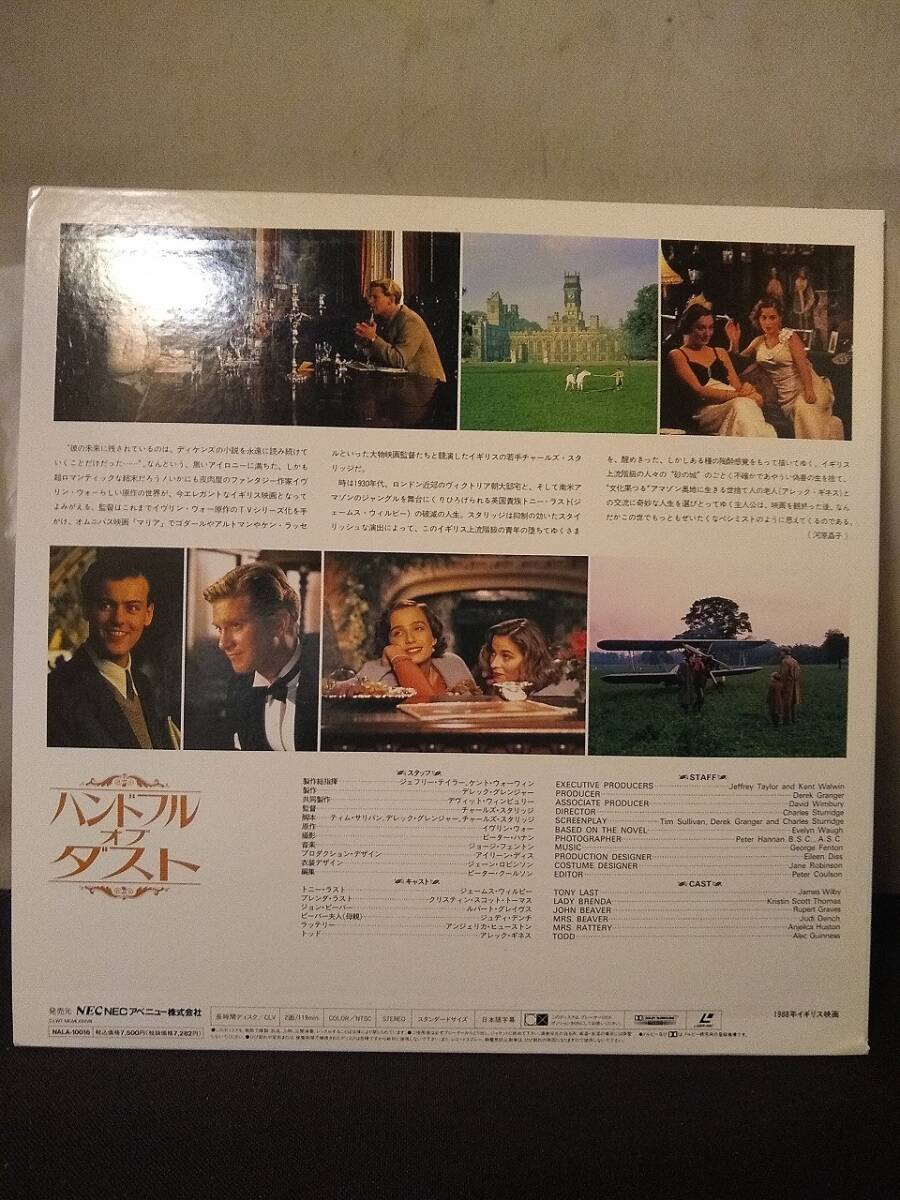 "彼の未来に残されているのは、ディケンズの小説を永遠に読み続けて
いくことだけだった……"。なんという、黒いアイロニーに満ちた、しかも
超ロマンティックな結末だろう！ いかにも皮肉屋のファンタジー作家イヴ
リン・ウォーらしい原作の世界が、今エレガントなイギリス映画となって
よみがえる。監督はこれまでイヴリン・ウォー原作のTVシリーズ化を手
がけ、オムニバス映画「アリア」でゴダールやアルトマンやケン・ラッセ
ルといった大物映画監督たちと競演したイギリスの若手チャールズ・スタ
リッジだ。
時は1930年代、ロンドン近郊のヴィクトリア朝大邸宅と、そして南米ア
マゾンのジャングルを舞台にくりひろげられる英国貴族トニー・ラスト(ジ
ェームス・ウィルビー)の破滅の人生。スタリッジは抑制の効いたスタイ
リッシュな演出によって、このイギリス上流階級の青年の堕ちてゆくさま
を、醒めきった、しかしある種の陶酔感覚をもって描いてゆく。イギリス
上流階級の人々の"砂の城"のごとく不確かであやうい偽善の生を捨て、
"文化果つる"アマゾン奥地に生きる世捨て人の老人(アレック・ギネス)と
の交流に奇妙な人生を選びとってゆく主人公は、映画を観終った後、なん
だかこの世でもっともぜいたくなペシミストのように思えてくるのである。
(河原晶子)
ハンドフル
オブ
ダスト
スタッフ
製作総指揮 ジェフリー・テイラー、ケント・ウォーウィン
製作 デレック・グレンジャー
共同製作 デヴィット・ウィンビュリー
監督 チャールズ・スタリッジ
脚本 ティム・サリバン、デレック・グレンジャー、チャールズ・スタリッジ
原作 イヴリン・ウォー
撮影 ピーター・ハナン
音楽 ジョージ・フェントン
プロダクション・デザイン アイリーン・ディス
衣装デザイン ジェーン・ロビンソン
編集 ピーター・クールソン
キャスト
トニー・ラスト ジェームス・ウィルビー
ブレンダ・ラスト クリスティン・スコット・トーマス
ジョン・ビーバー ルパート・グレイヴス
ビーバー夫人(母親) ジュディ・デンチ
ラッテリー アンジェリカ・ヒューストン
トッド アレック・ギネス
STAFF
EXECUTIVE PRODUCERS Jeffrey Taylor and Kent Walwin
PRODUCER Derek Granger
ASSOCIATE PRODUCER David Wimbury
DIRECTOR Charles Sturridge
SCREENPLAY Tim Sullivan, Derek Granger and Charles Sturridge
BASED ON THE NOVEL Evelyn Waugh
PHOTOGRAPHER Peter Hannan B.S.C., A.S.C.
MUSIC George Fenton
PRODUCTION DESIGNER Eileen Diss
COSTUME DESIGNER Jane Robinson
EDITOR Peter Coulson
CAST
TONY LAST James Wilby
LADY BRENDA Kristin Scott Thomas
JOHN BEAVER Rupert Graves
MRS. BEAVER Judi Dench
MRS. RATTERY Anjelica Huston
TODD Alec Guinness
発売元 NEC NECアベニュー株式会社
NALA-10016 税込価格7,500円(税抜価格7,282円)
長時間ディスク/CLV 2面/119min. COLOR/NTSC STEREO スタンダードサイズ 日本語字幕
1988年イギリス映画